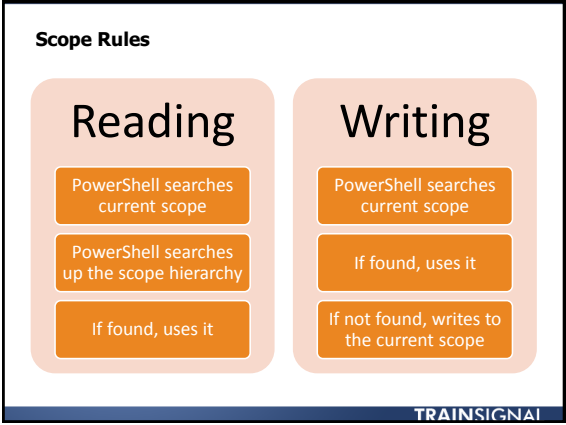 Scope Rules
Reading
PowerShell searches
current scope
PowerShell searches
up the scope hierarchy
If found, uses it
Writing
PowerShell searches
current scope
If found, uses it
If not found, writes to
the current scope
TRAINSIGNAL